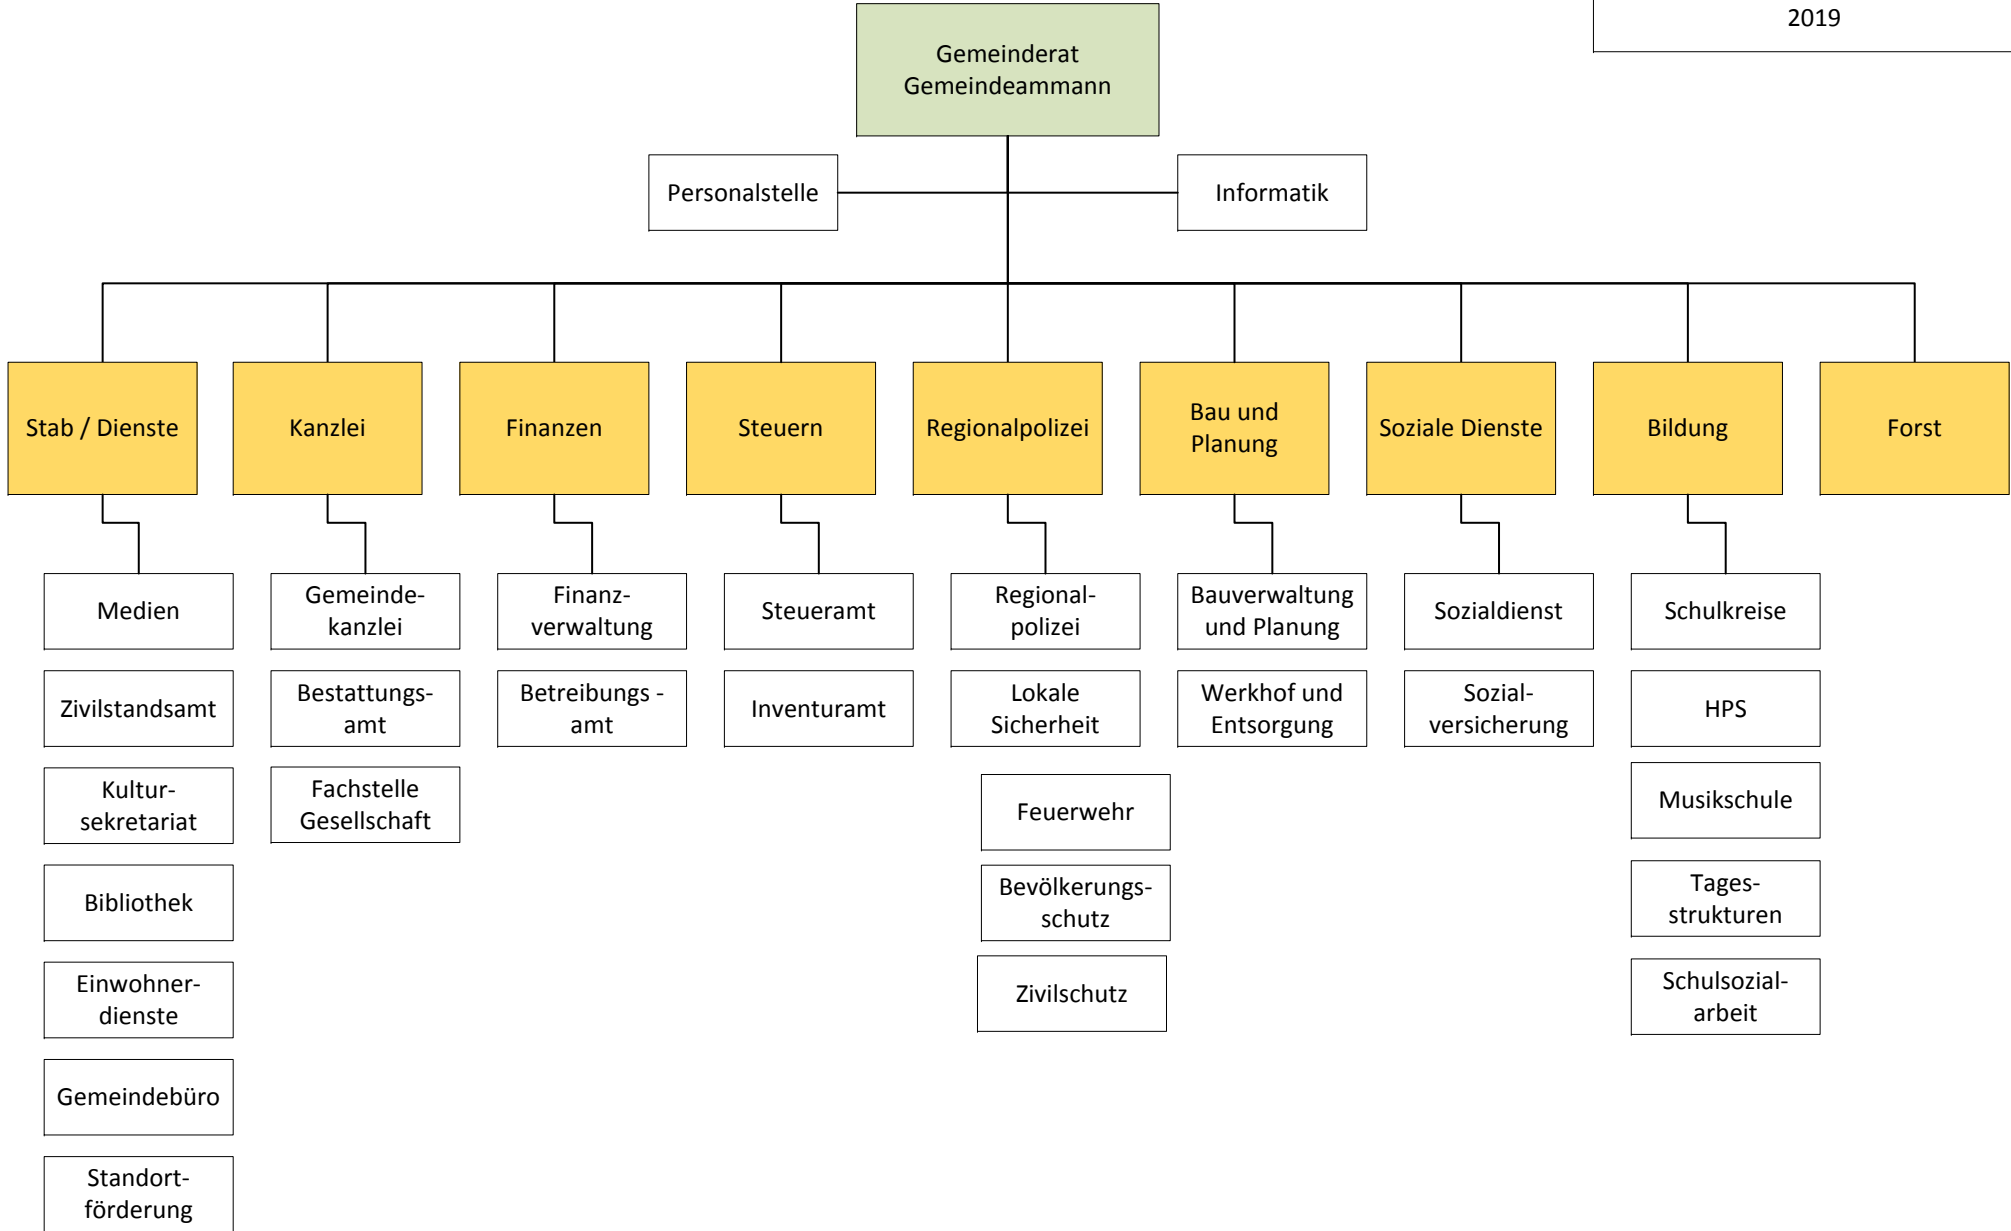 2019
Gemeinderat
Gemeindeammann
Personalstelle
Informatik
Stab / Dienste
Kanzlei
Finanzen
Steuern
Regionalpolizei
Bau und
Planung
Soziale Dienste
Bildung
Forst
Medien
Zivilstandsamt
Kultur-
sekretariat
Bibliothek
Einwohner-
dienste
Gemeindebüro
Standort-
förderung
Gemeinde-
kanzlei
Bestattungs-
amt
Fachstelle
Gesellschaft
Finanz-
verwaltung
Betreibungs -
amt
Steueramt
Inventuramt
Regional-
polizei
Lokale
Sicherheit
Feuerwehr
Bevölkerungs-
schutz
Zivilschutz
Bauverwaltung
und Planung
Werkhof und
Entsorgung
Sozialdienst
Sozial-
versicherung
Schulkreise
HPS
Musikschule
Tages-
strukturen
Schulsozial-
arbeit